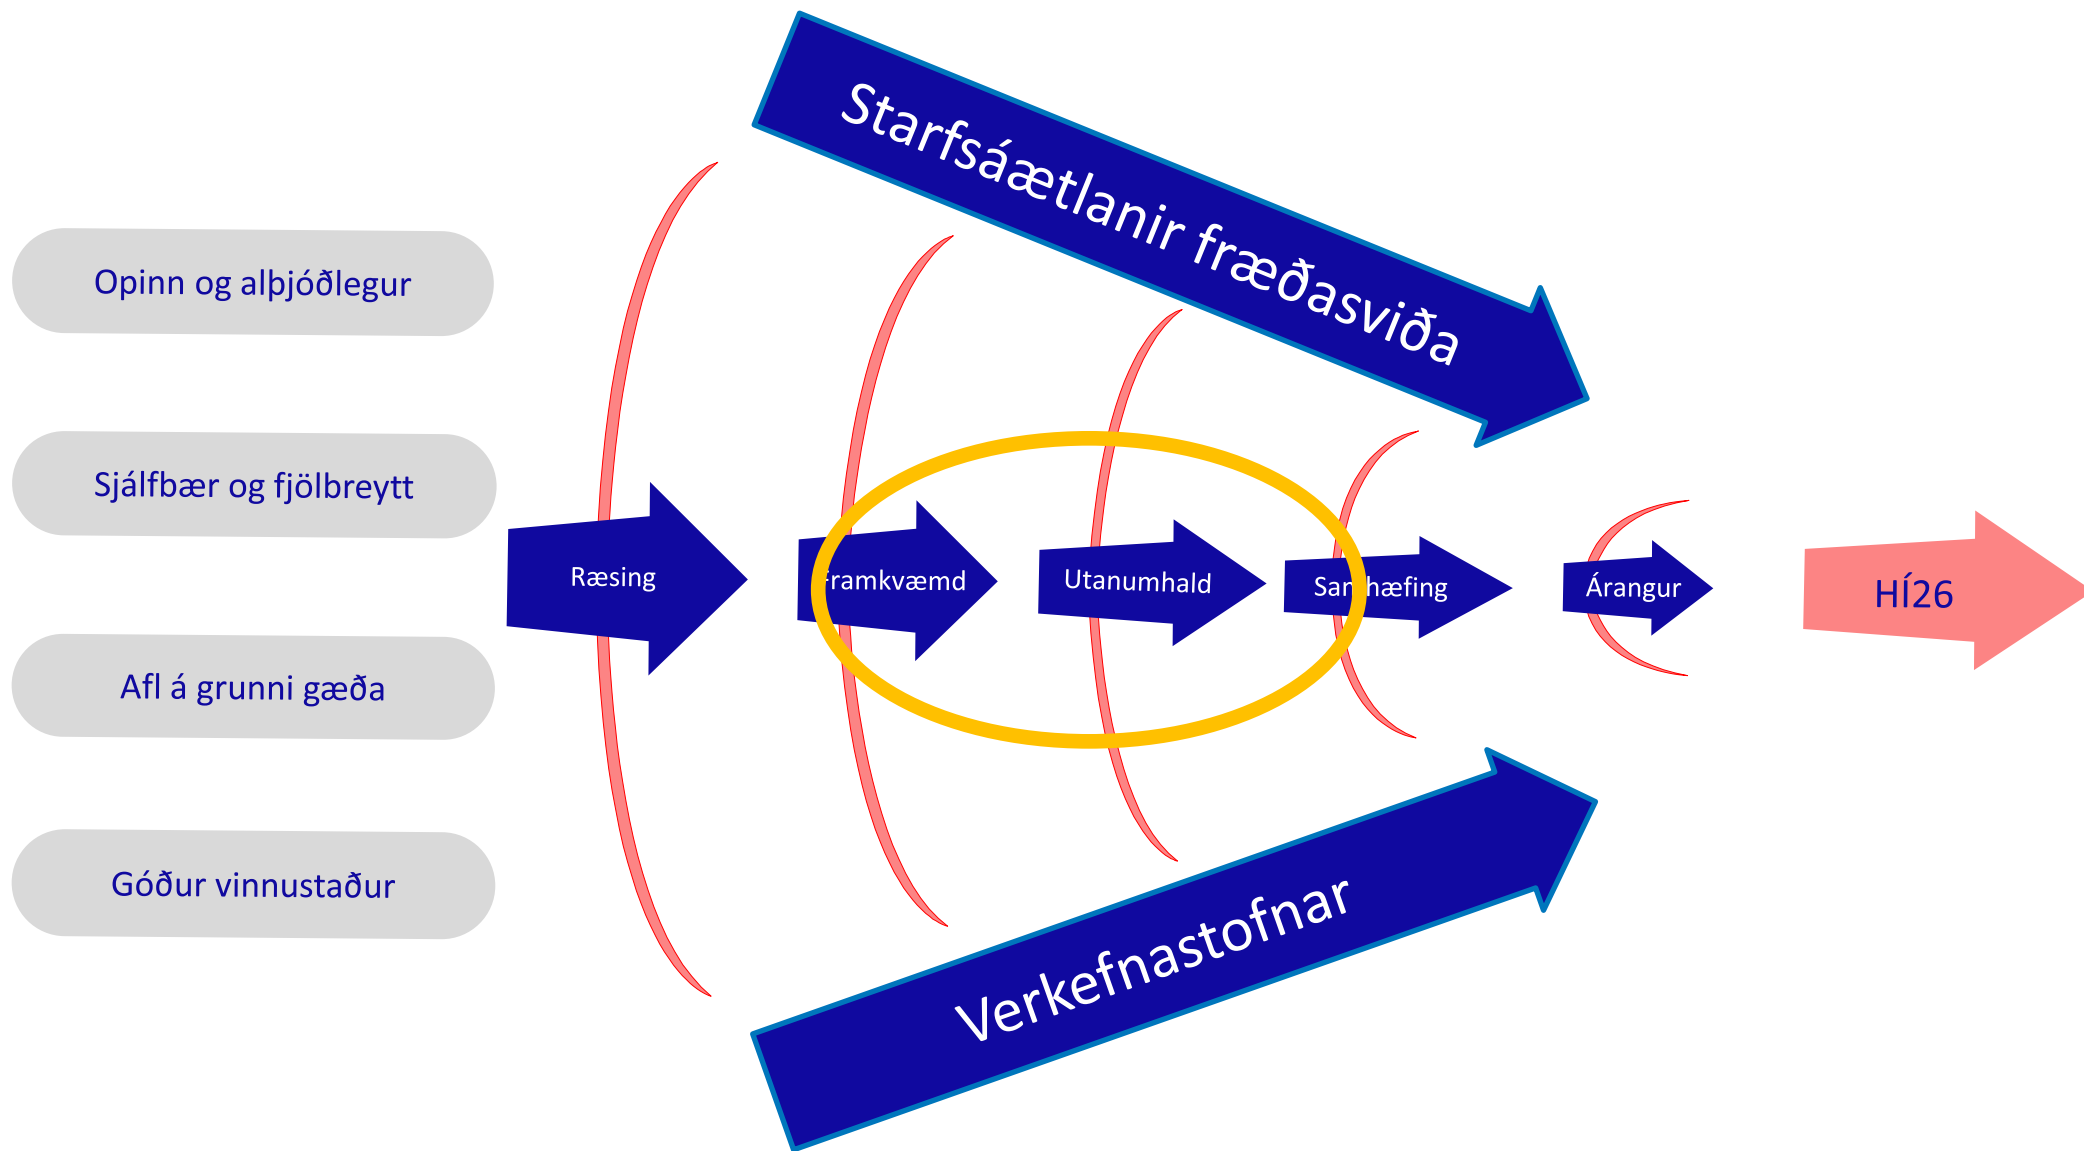 Starfsáætlanir fræðasviða
Opinn og alþjóðlegur
Sjálfbær og fjölbreytt
Afl á grunni gæða
Góður vinnustaður
Ræsing
Framkvæmd
Utanumhald
Samhæfing
Árangur
HÍ26
Verkefnastofnar